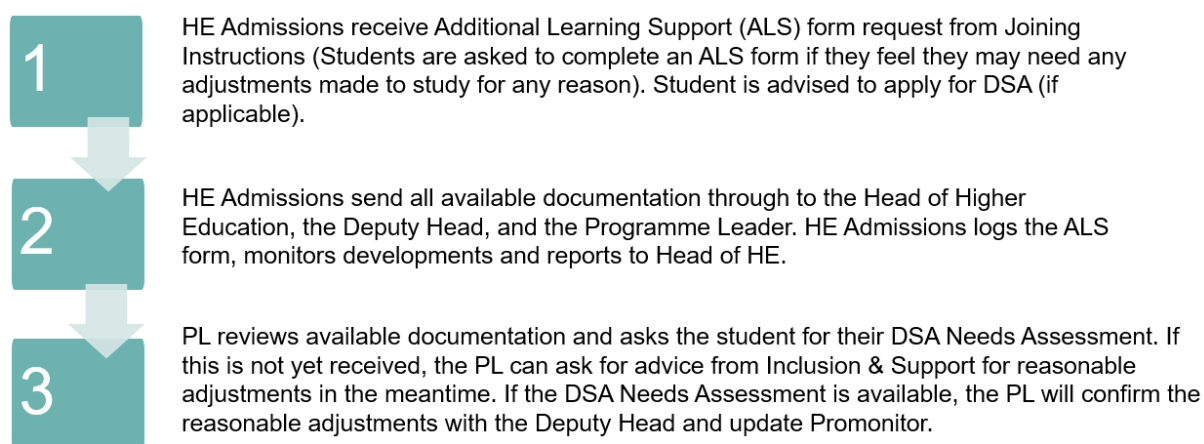 1
HE Admissions receive Additional Learning Support (ALS) form request from Joining
Instructions (Students are asked to complete an ALS form if they feel they may need any
adjustments made to study for any reason). Student is advised to apply for DSA (if
applicable).
2
HE Admissions send all available documentation through to the Head of Higher
Education, the Deputy Head, and the Programme Leader. HE Admissions logs the ALS
form, monitors developments and reports to Head of HE.
3
PL reviews available documentation and asks the student for their DSA Needs Assessment. If
this is not yet received, the PL can ask for advice from Inclusion & Support for reasonable
adjustments in the meantime. If the DSA Needs Assessment is available, the PL will confirm the
reasonable adjustments with the Deputy Head and update Promonitor.